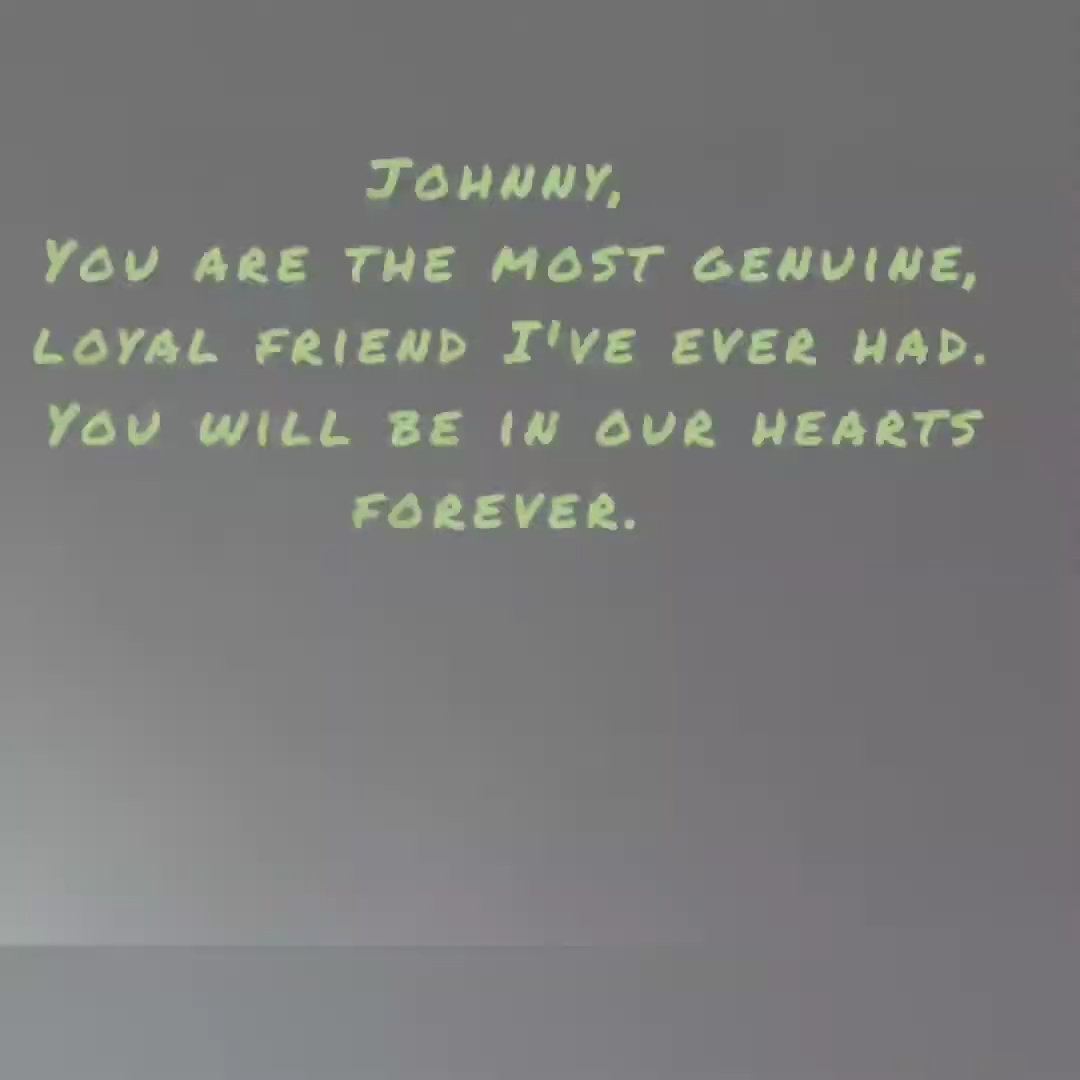 Johnny,
You are the most genuine,
loyal friend I've ever had.
You will be in our hearts
forever.